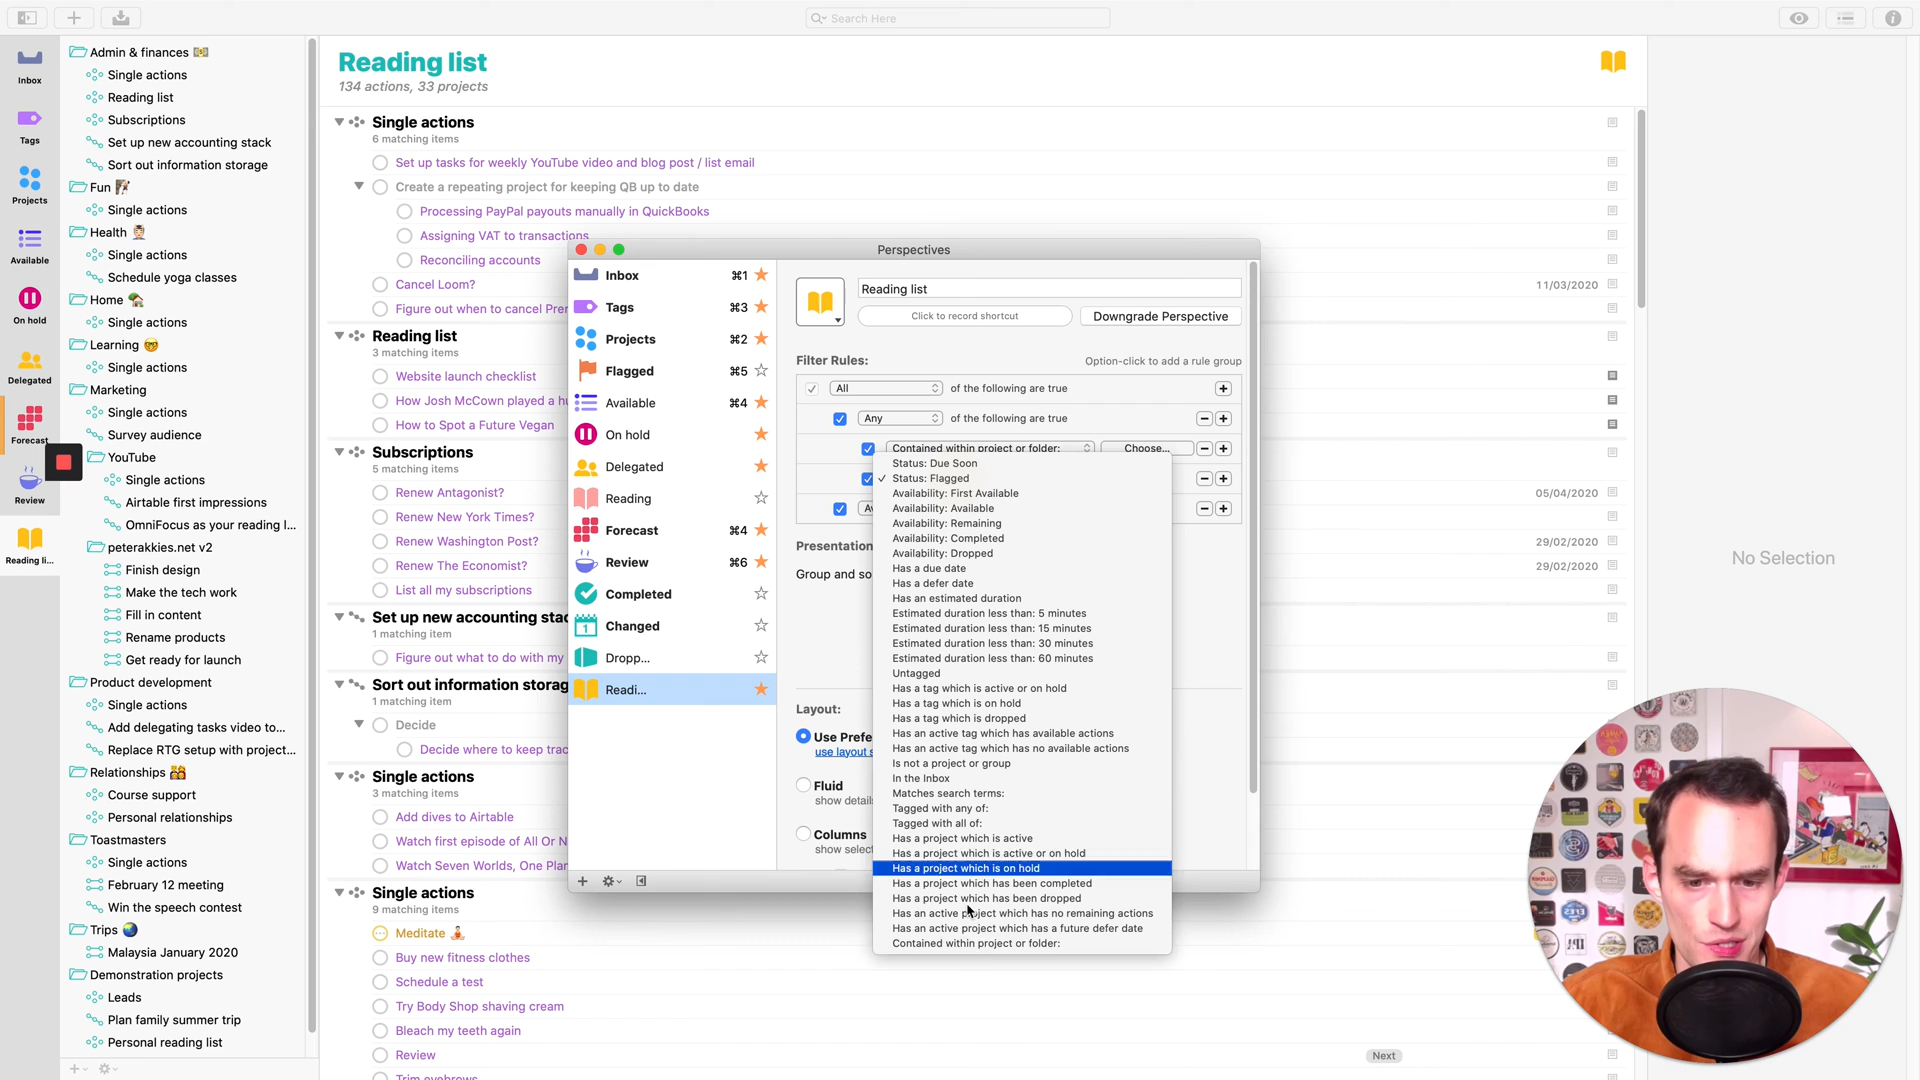 Search Here
Inbox
Tags
Projects
Available
On hold
Delegated
Forecast
Review
Reading li...
Admin & finances
Single actions
Reading list
Subscriptions
Set up new accounting stack
Sort out information storage
Fun
Single actions
Health
Single actions
Schedule yoga classes
Home
Single actions
Learning
Single actions
Marketing
Single actions
Survey audience
YouTube
Single actions
Airtable first impressions
OmniFocus as your reading l...
peterakkies.net v2
Finish design
Make the tech work
Fill in content
Rename products
Get ready for launch
Product development
Single actions
Add delegating tasks video to...
Replace RTG setup with project...
Relationships
Course support
Personal relationships
Toastmasters
Single actions
February 12 meeting
Win the speech contest
Trips
Malaysia January 2020
Demonstration projects
Leads
Plan family summer trip
Personal reading list
Reading list
134 actions, 33 projects
Single actions
6 matching items
Set up tasks for weekly YouTube video and blog post / list email
Create a repeating project for keeping QB up to date
Processing PayPal payouts manually in QuickBooks
Assigning VAT to transactions
Reconciling accounts
Cancel Loom?
11/03/2020
Figure out when to cancel Prer
Reading list
3 matching items
Website launch checklist
How Josh McCown played a hu
How to Spot a Future Vegan
Subscriptions
5 matching items
Renew Antagonist?
05/04/2020
Renew New York Times?
Renew Washington Post?
29/02/2020
Renew The Economist?
29/02/2020
List all my subscriptions
Set up new accounting stac
1 matching item
Figure out what to do with my
Sort out information storag
1 matching item
Decide
Decide where to keep trac
Single actions
3 matching items
Add dives to Airtable
Watch first episode of All Or N
Watch Seven Worlds, One Plan
Single actions
9 matching items
Meditate
Buy new fitness clothes
Schedule a test
Try Body Shop shaving cream
Bleach my teeth again
Review
Next
Trim eyebrows
Perspectives
Inbox ⌘1
Tags ⌘3
Projects ⌘2
Flagged ⌘5
Available ⌘4
On hold
Delegated
Reading
Forecast ⌘4
Review ⌘6
Completed
1
Changed
Dropp...
Readi...
Reading list
Click to record shortcut
Downgrade Perspective
Filter Rules:
Option-click to add a rule group
All of the following are true
Any of the following are true
Contained within project or folder:
Choose...
Av
Presentation
Group and so
Layout:
Use Prefe
use layout s
Fluid
show details
Columns
show select
Status: Due Soon
✓ Status: Flagged
Availability: First Available
Availability: Available
Availability: Remaining
Availability: Completed
Availability: Dropped
Has a due date
Has a defer date
Has an estimated duration
Estimated duration less than: 5 minutes
Estimated duration less than: 15 minutes
Estimated duration less than: 30 minutes
Estimated duration less than: 60 minutes
Untagged
Has a tag which is active or on hold
Has a tag which is on hold
Has a tag which is dropped
Has an active tag which has available actions
Has an active tag which has no available actions
Is not a project or group
In the Inbox
Matches search terms:
Tagged with any of:
Tagged with all of:
Has a project which is active
Has a project which is active or on hold
Has a project which is on hold
Has a project which has been completed
Has a project which has been dropped
Has an active project which has no remaining actions
Has an active project which has a future defer date
Contained within project or folder:
No Selection